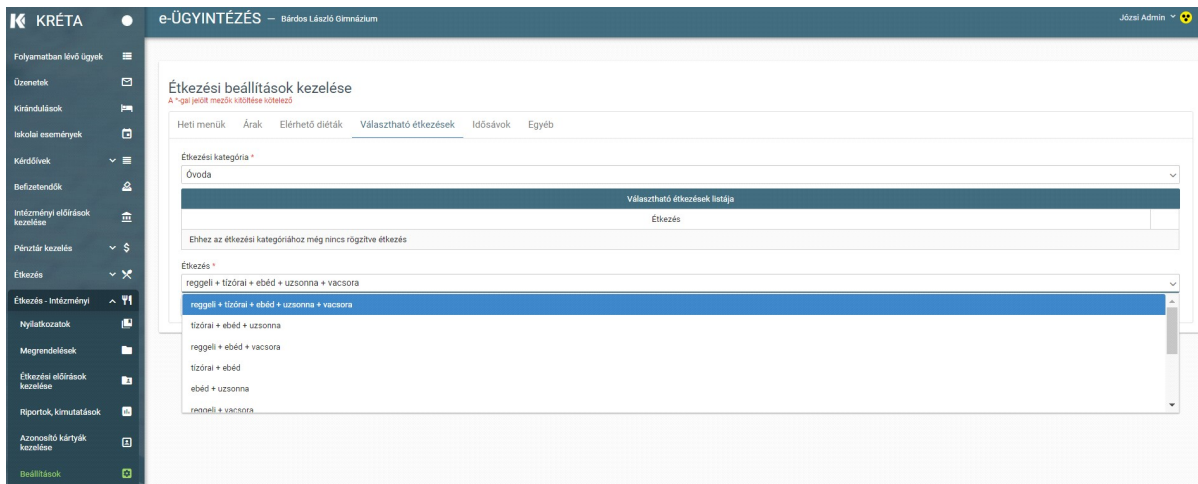 KRÉTA
e-ÜGYINTÉZÉS — Bárdos László Gimnázium
Józsi Admin
Folyamatban lévő ügyek
Üzenetek
Kirándulások
Iskolai események
Kérdőívek
Befizetendők
Intézményi előírások
kezelése
Pénztár kezelés
Étkezés
Étkezés - Intézményi
Nyilatkozatok
Megrendelések
Étkezési előírások
kezelése
Riportok, kimutatások
Azonosító kártyák
kezelése
Beállítások
Étkezési beállítások kezelése
A *-gal jelölt mezők kitöltése kötelező
Heti menük Árak Elérhető diéták Választható étkezések Idősávok Egyéb
Étkezési kategória *
Óvoda
Választható étkezések listája
Étkezés
Ehhez az étkezési kategóriához még nincs rögzítve étkezés
Étkezés *
reggeli + tízórai + ebéd + uzsonna + vacsora
reggeli + tízórai + ebéd + uzsonna + vacsora
tízórai + ebéd + uzsonna
reggeli + ebéd + vacsora
tízórai + ebéd
ebéd + uzsonna
reggeli + vacsora